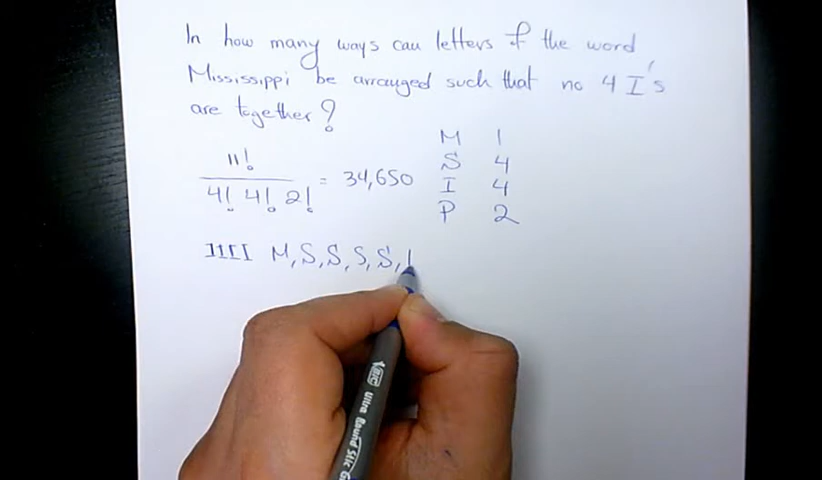 In how many ways can letters of the word
Mississippi be arranged such that no 4 I's
are together?
11!
4! 4! 2!
= 34,650
M 1
S 4
I 4
P 2
IIII M, S, S, S, S,
BIC Ultra Round Stic G